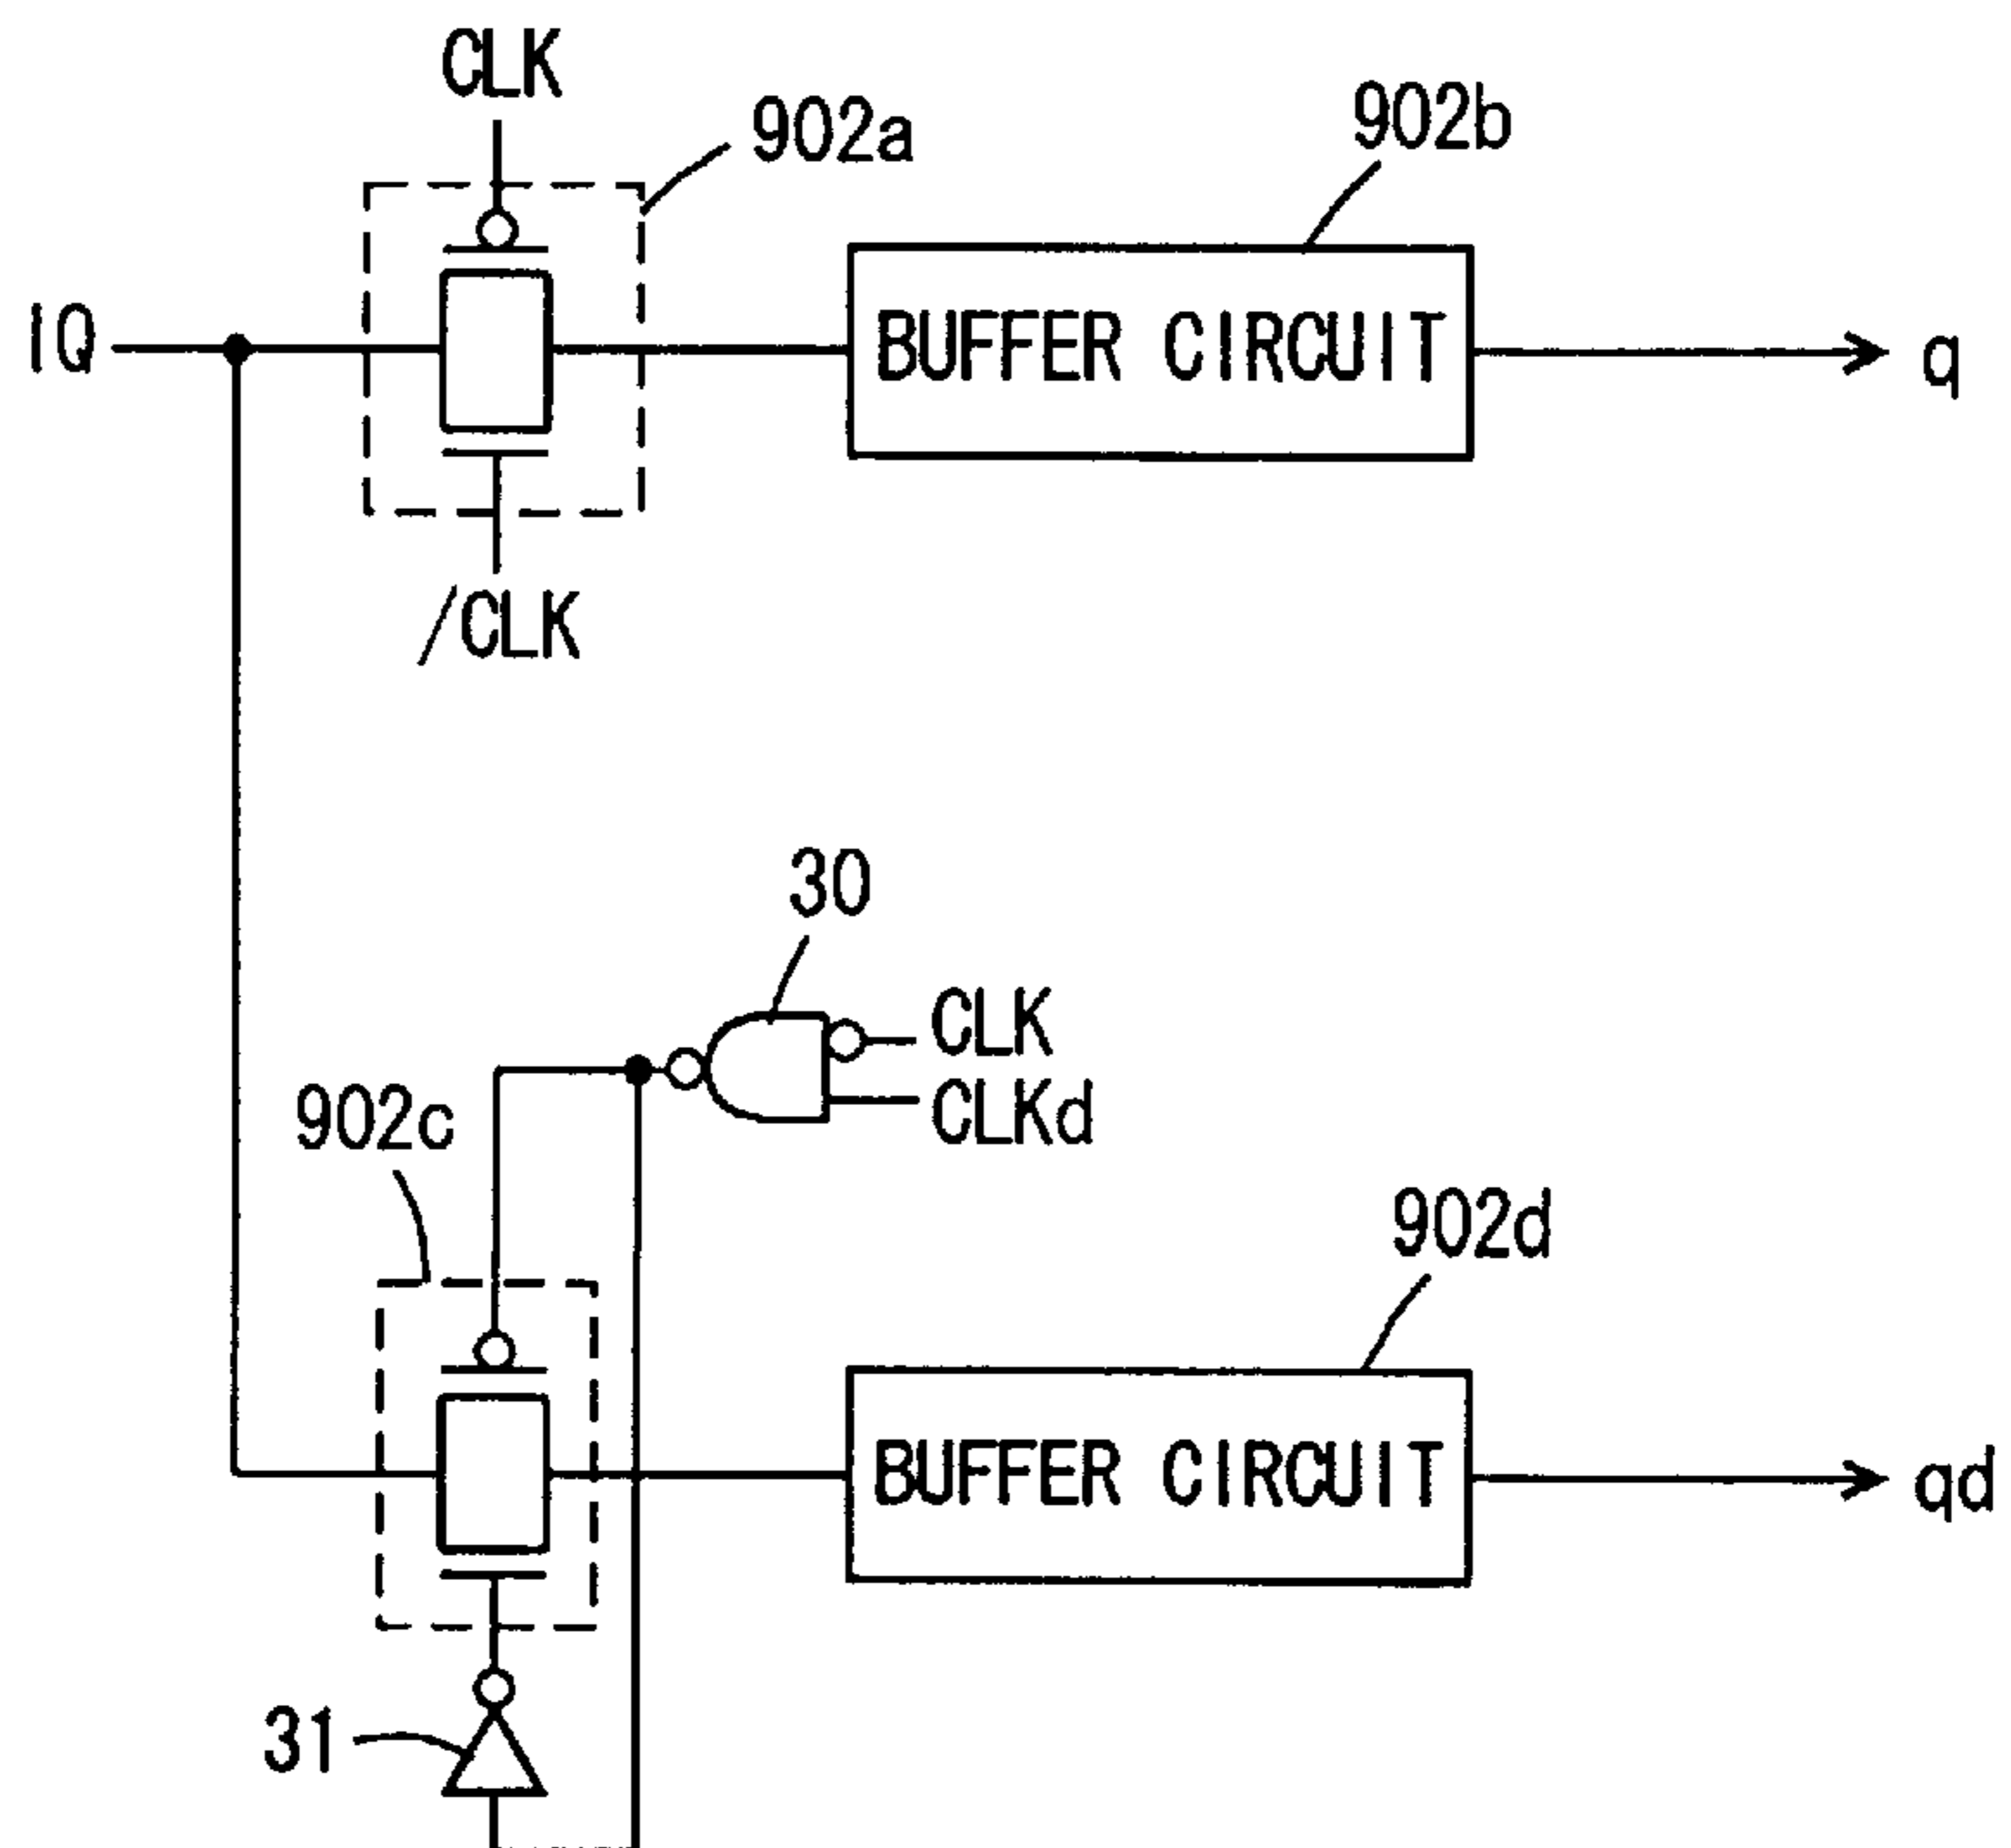 CLK
902a
902b
IQ
BUFFER CIRCUIT
q
/CLK
30
CLK
CLKd
902c
902d
BUFFER CIRCUIT
qd
31